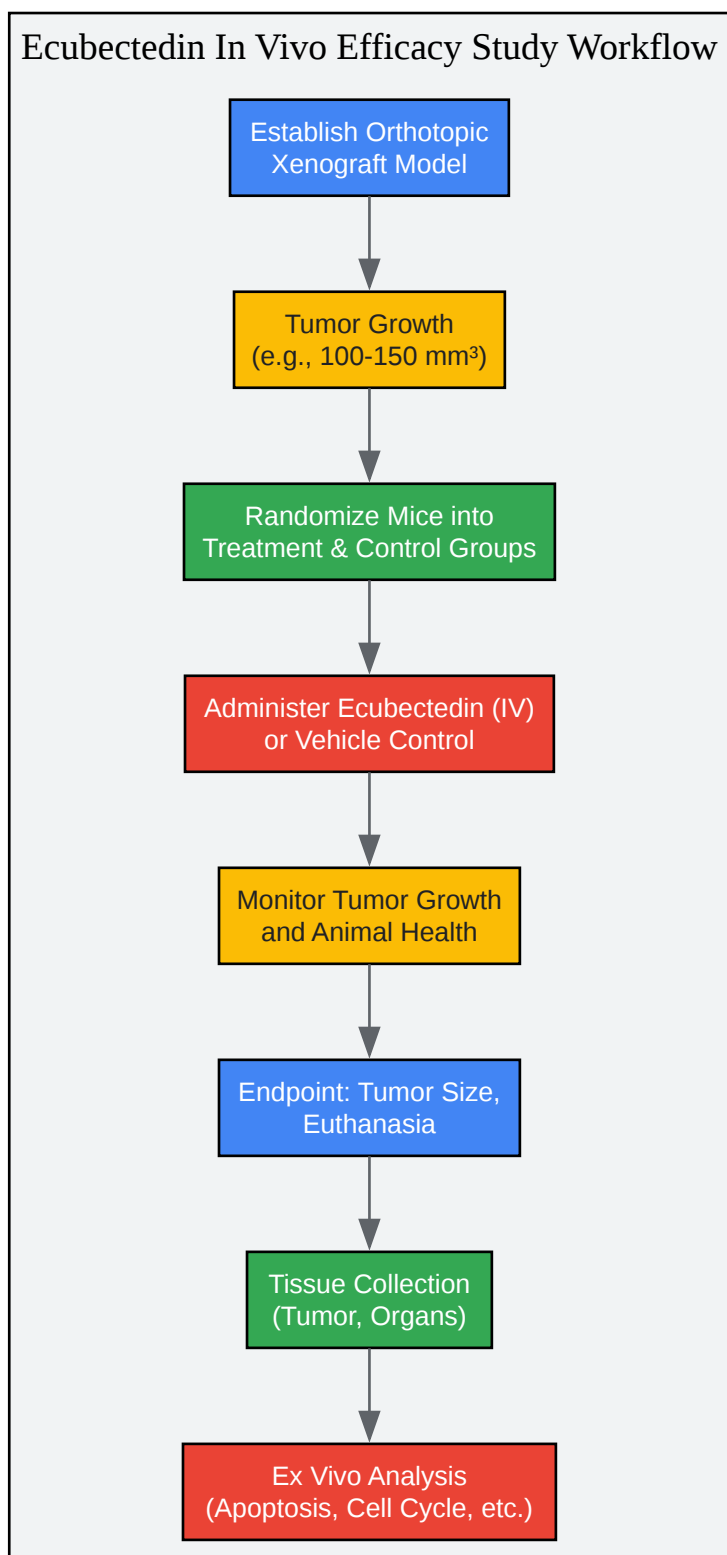 Ecubectedin In Vivo Efficacy Study Workflow
Establish Orthotopic
Xenograft Model
Tumor Growth
(e.g., 100-150 mm³)
Randomize Mice into
Treatment & Control Groups
Administer Ecubectedin (IV)
or Vehicle Control
Monitor Tumor Growth
and Animal Health
Endpoint: Tumor Size,
Euthanasia
Tissue Collection
(Tumor, Organs)
Ex Vivo Analysis
(Apoptosis, Cell Cycle, etc.)